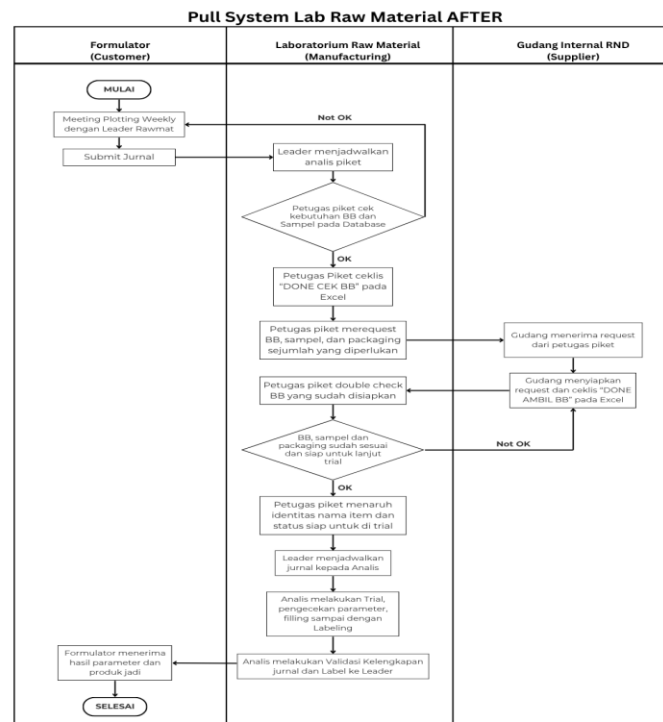 Pull System Lab Raw Material AFTER
Formulator
(Customer)
Laboratorium Raw Material
(Manufacturing)
Gudang Internal RND
(Supplier)
MULAI
Meeting Plotting Weekly
dengan Leader Rawmat
Not OK
Submit Jurnal
Leader menjadwalkan
analis piket
Petugas piket cek
kebutuhan BB dan
Sampel pada Database
OK
Petugas Piket ceklis
"DONE CEK BB" pada
Excel
Petugas piket merequest
BB, sampel, dan packaging
sejumlah yang diperlukan
Gudang menerima request
dari petugas piket
Gudang menyiapkan
request dan ceklis "DONE
AMBIL BB" pada Excel
Petugas piket double check
BB yang sudah disiapkan
BB, sampel dan
packaging sudah sesuai
dan siap untuk lanjut
trial
Not OK
OK
Petugas piket menaruh
identitas nama item dan
status siap untuk di trial
Leader menjadwalkan
jurnal kepada Analis
Analis melakukan Trial,
pengecekan parameter,
filling sampai dengan
Labeling
Analis melakukan Validasi Kelengkapan
jurnal dan Label ke Leader
Formulator menerima
hasil parameter dan
produk jadi
SELESAI